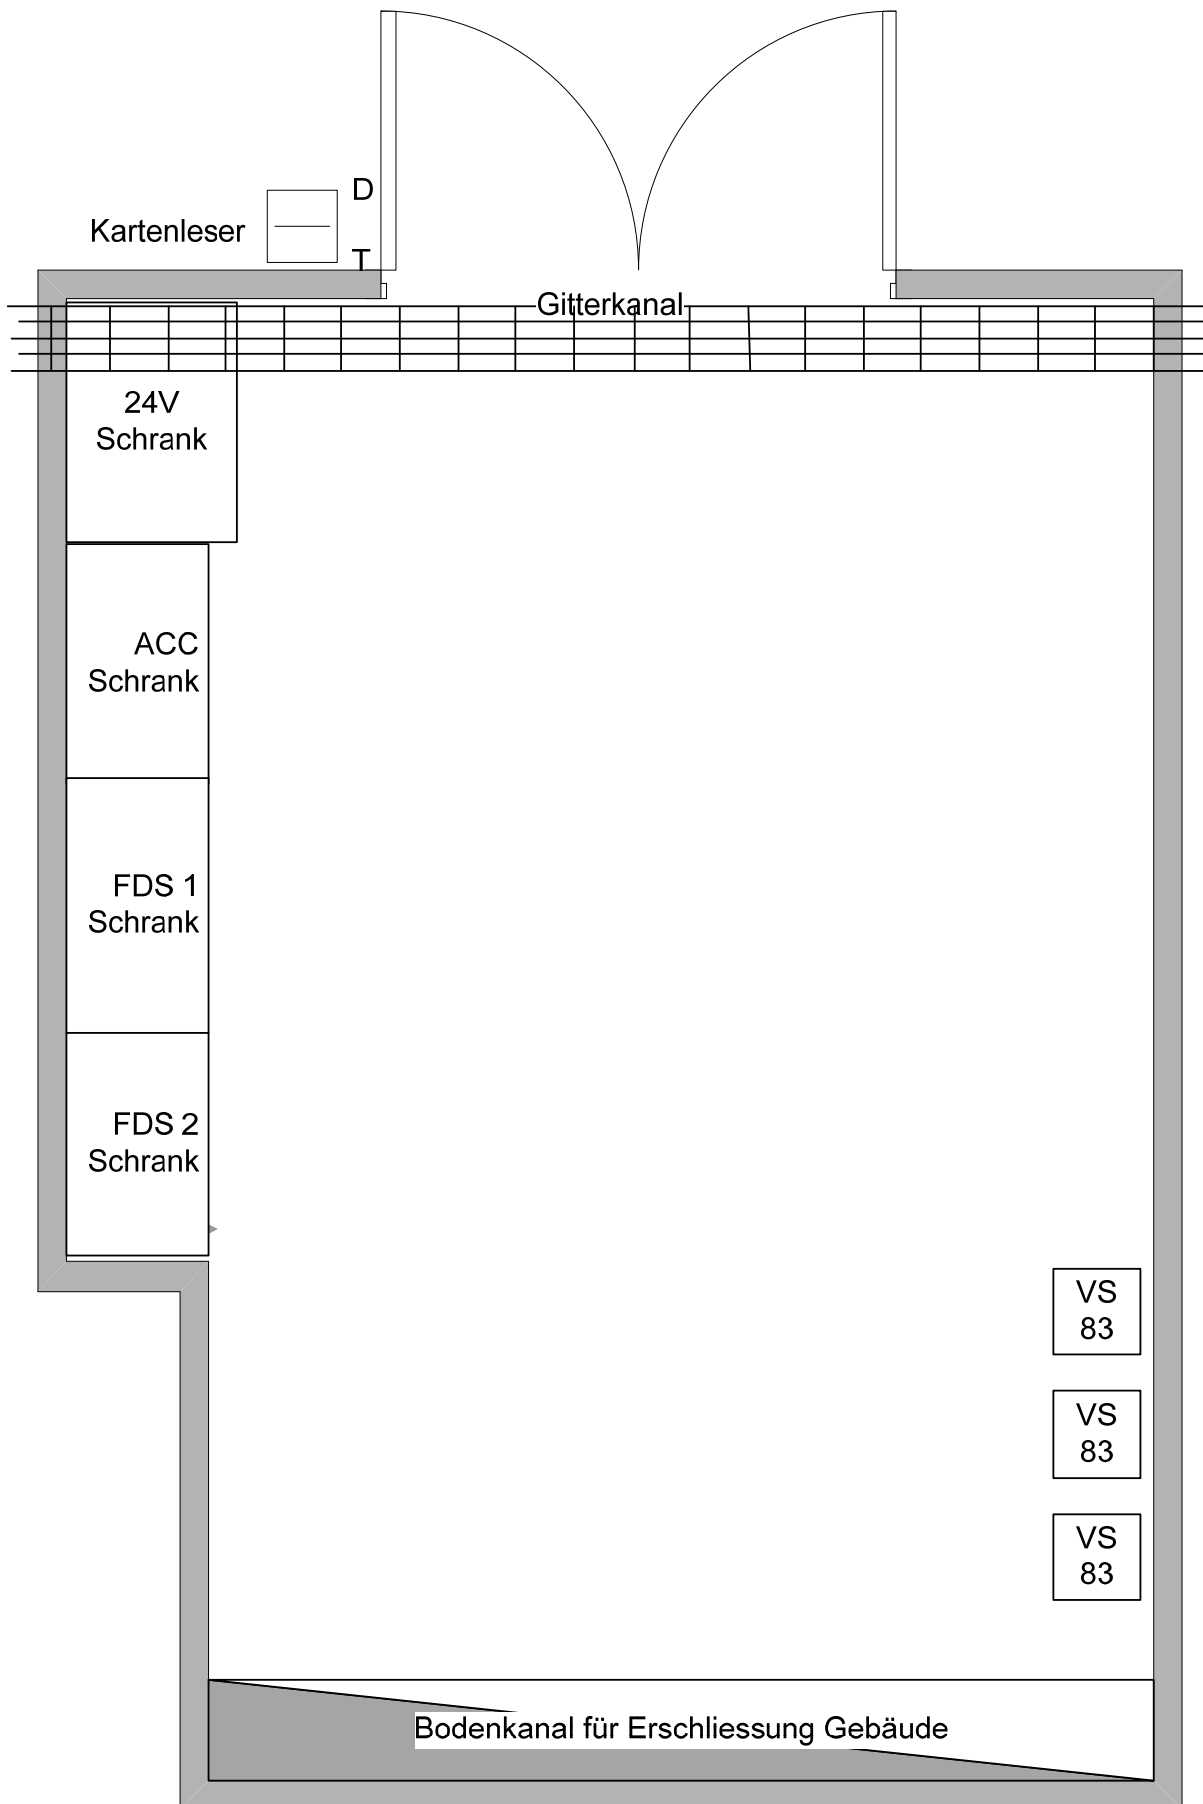 D
Kartenleser
T
Gitterkanal
24V
Schrank
ACC
Schrank
FDS 1
Schrank
FDS 2
Schrank
VS
83
VS
83
VS
83
Bodenkanal für Erschliessung Gebäude